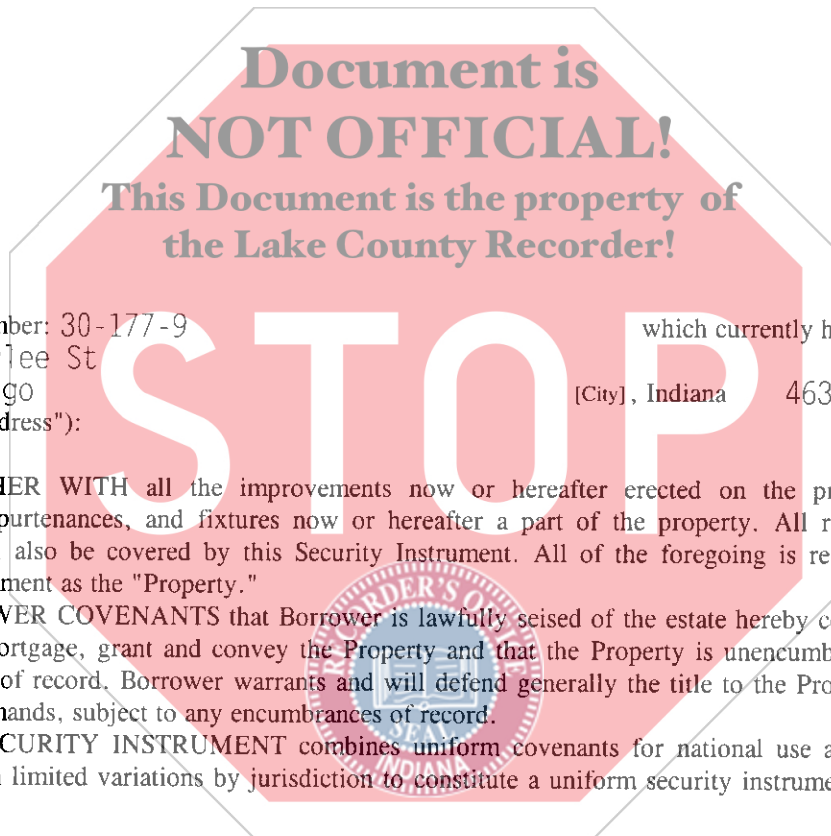 Document is
NOT OFFICIAL!
This Document is the property of
the Lake County Recorder!
STOP
nber: 30-177-9 which currently h
lee St
go [City], Indiana 463
dress"):
IER WITH all the improvements now or hereafter erected on the pr
purtenances, and fixtures now or hereafter a part of the property. All r
also be covered by this Security Instrument. All of the foregoing is re
ment as the "Property."
VER COVENANTS that Borrower is lawfully seised of the estate hereby c
ortgage, grant and convey the Property and that the Property is unencumb
of record. Borrower warrants and will defend generally the title to the Pro
nands, subject to any encumbrances of record.
CURITY INSTRUMENT combines uniform covenants for national use a
limited variations by jurisdiction to constitute a uniform security instrume
RECORDER'S OFFICE
SEAL
INDIANA